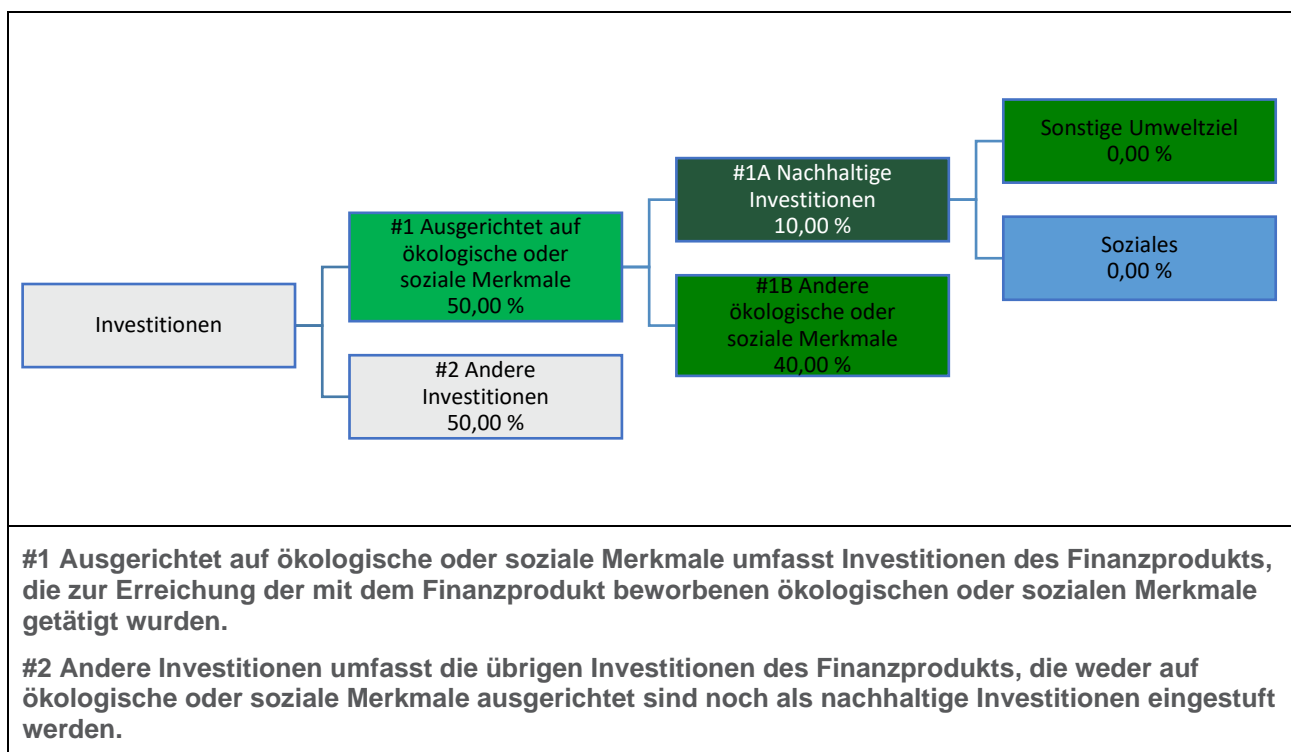 Investitionen
#1 Ausgerichtet auf
ökologische oder
soziale Merkmale
50,00 %
#2 Andere
Investitionen
50,00 %
#1A Nachhaltige
Investitionen
10,00 %
#1B Andere
ökologische oder
soziale Merkmale
40,00 %
Sonstige Umweltziel
0,00 %
Soziales
0,00 %
#1 Ausgerichtet auf ökologische oder soziale Merkmale umfasst Investitionen des Finanzprodukts,
die zur Erreichung der mit dem Finanzprodukt beworbenen ökologischen oder sozialen Merkmale
getätigt wurden.
#2 Andere Investitionen umfasst die übrigen Investitionen des Finanzprodukts, die weder auf
ökologische oder soziale Merkmale ausgerichtet sind noch als nachhaltige Investitionen eingestuft
werden.